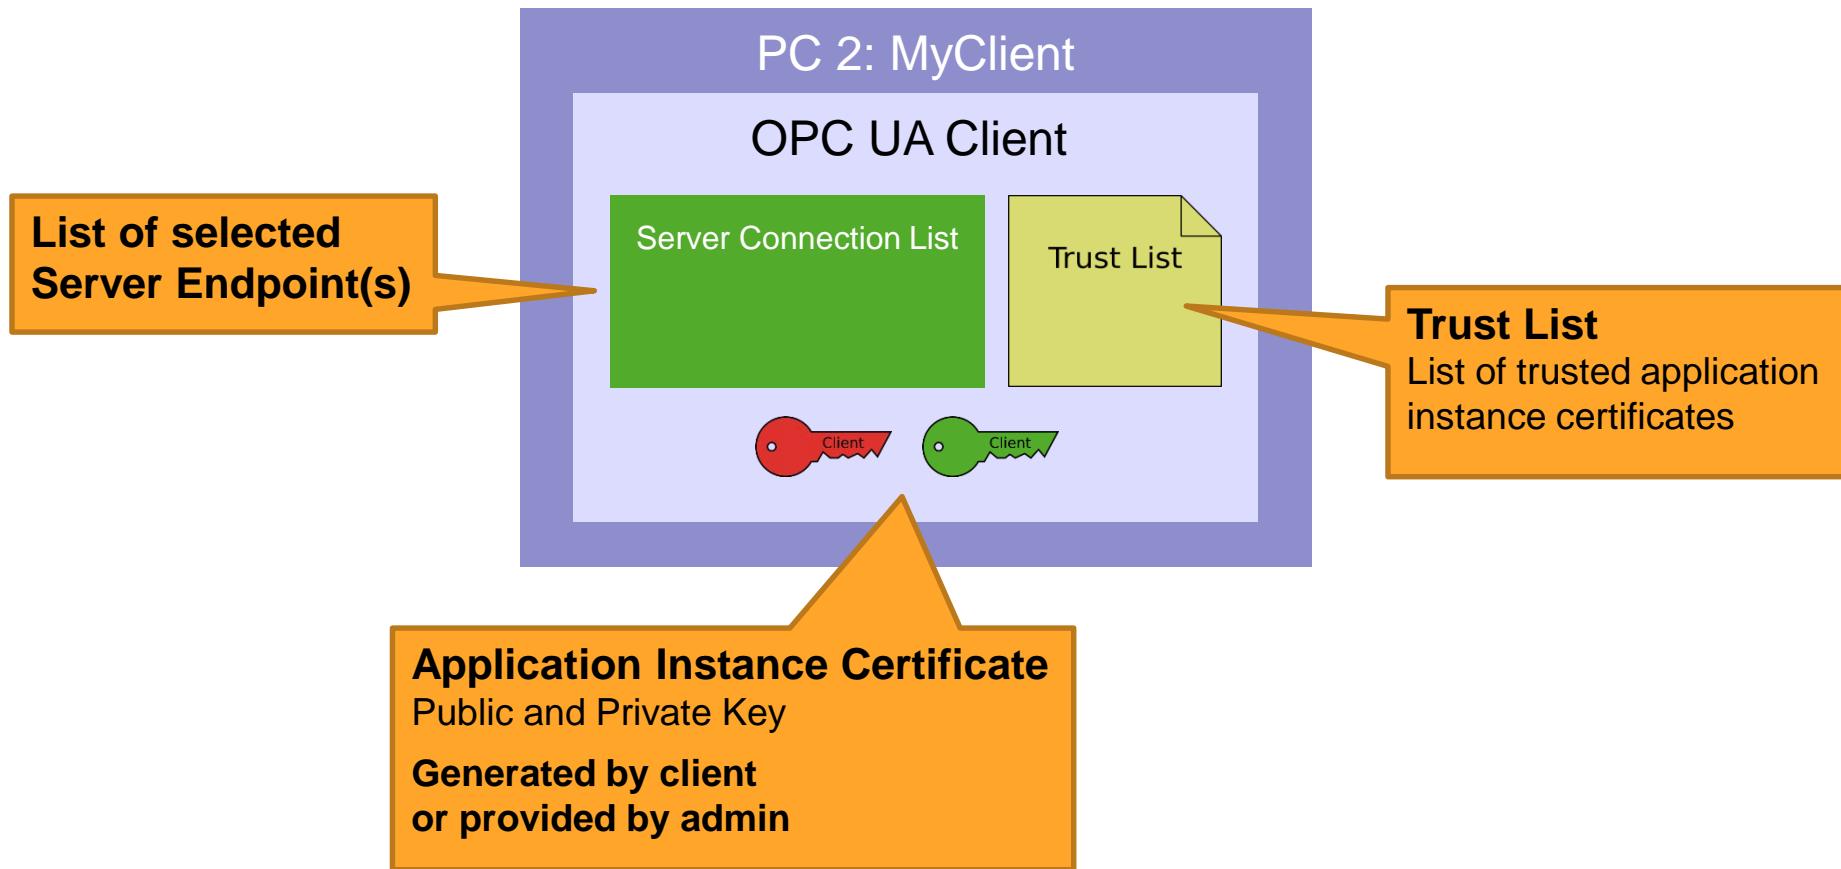 PC 2: MyClient
OPC UA Client
List of selected
Server Endpoint(s)
Server Connection List
Trust List
Trust List
List of trusted application
instance certificates
Client
Client
Application Instance Certificate
Public and Private Key
Generated by client
or provided by admin